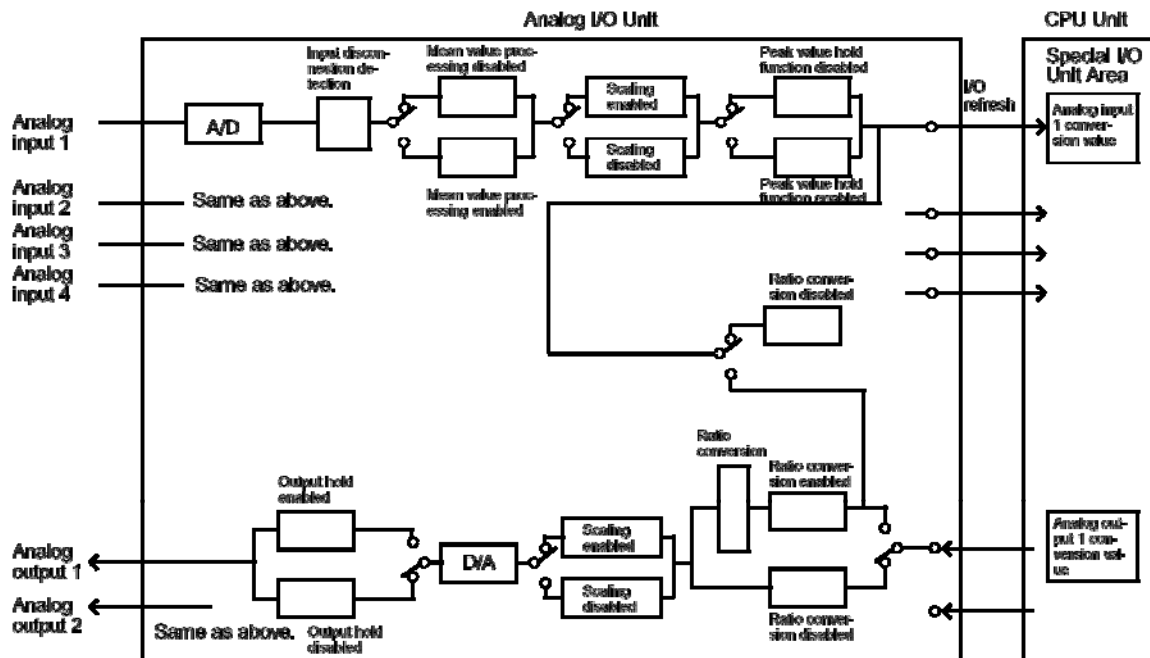 Analog I/O Unit
CPU Unit
Input discon-
nection de-
tection
Mean value proc-
essing disabled
Peak value hold
function disabled
Special I/O
Unit Area
I/O
refresh
Scaling
enabled
Analog
input 1
A/D
Analog input
1 conver-
sion value
Scaling
disabled
Mean value proc-
essing enabled
Peak value hold
function enabled
Analog
input 2
Same as above.
Analog
input 3
Same as above.
Analog
input 4
Same as above.
Ratio conver-
sion disabled
Ratio
conversion
Ratio conver-
sion enabled
Output hold
enabled
Scaling
enabled
Analog out-
put 1 con-
version val-
ue
Analog
output 1
D/A
Scaling
disabled
Analog
output 2
Same as above.
Output hold
disabled
Ratio conver-
sion disabled